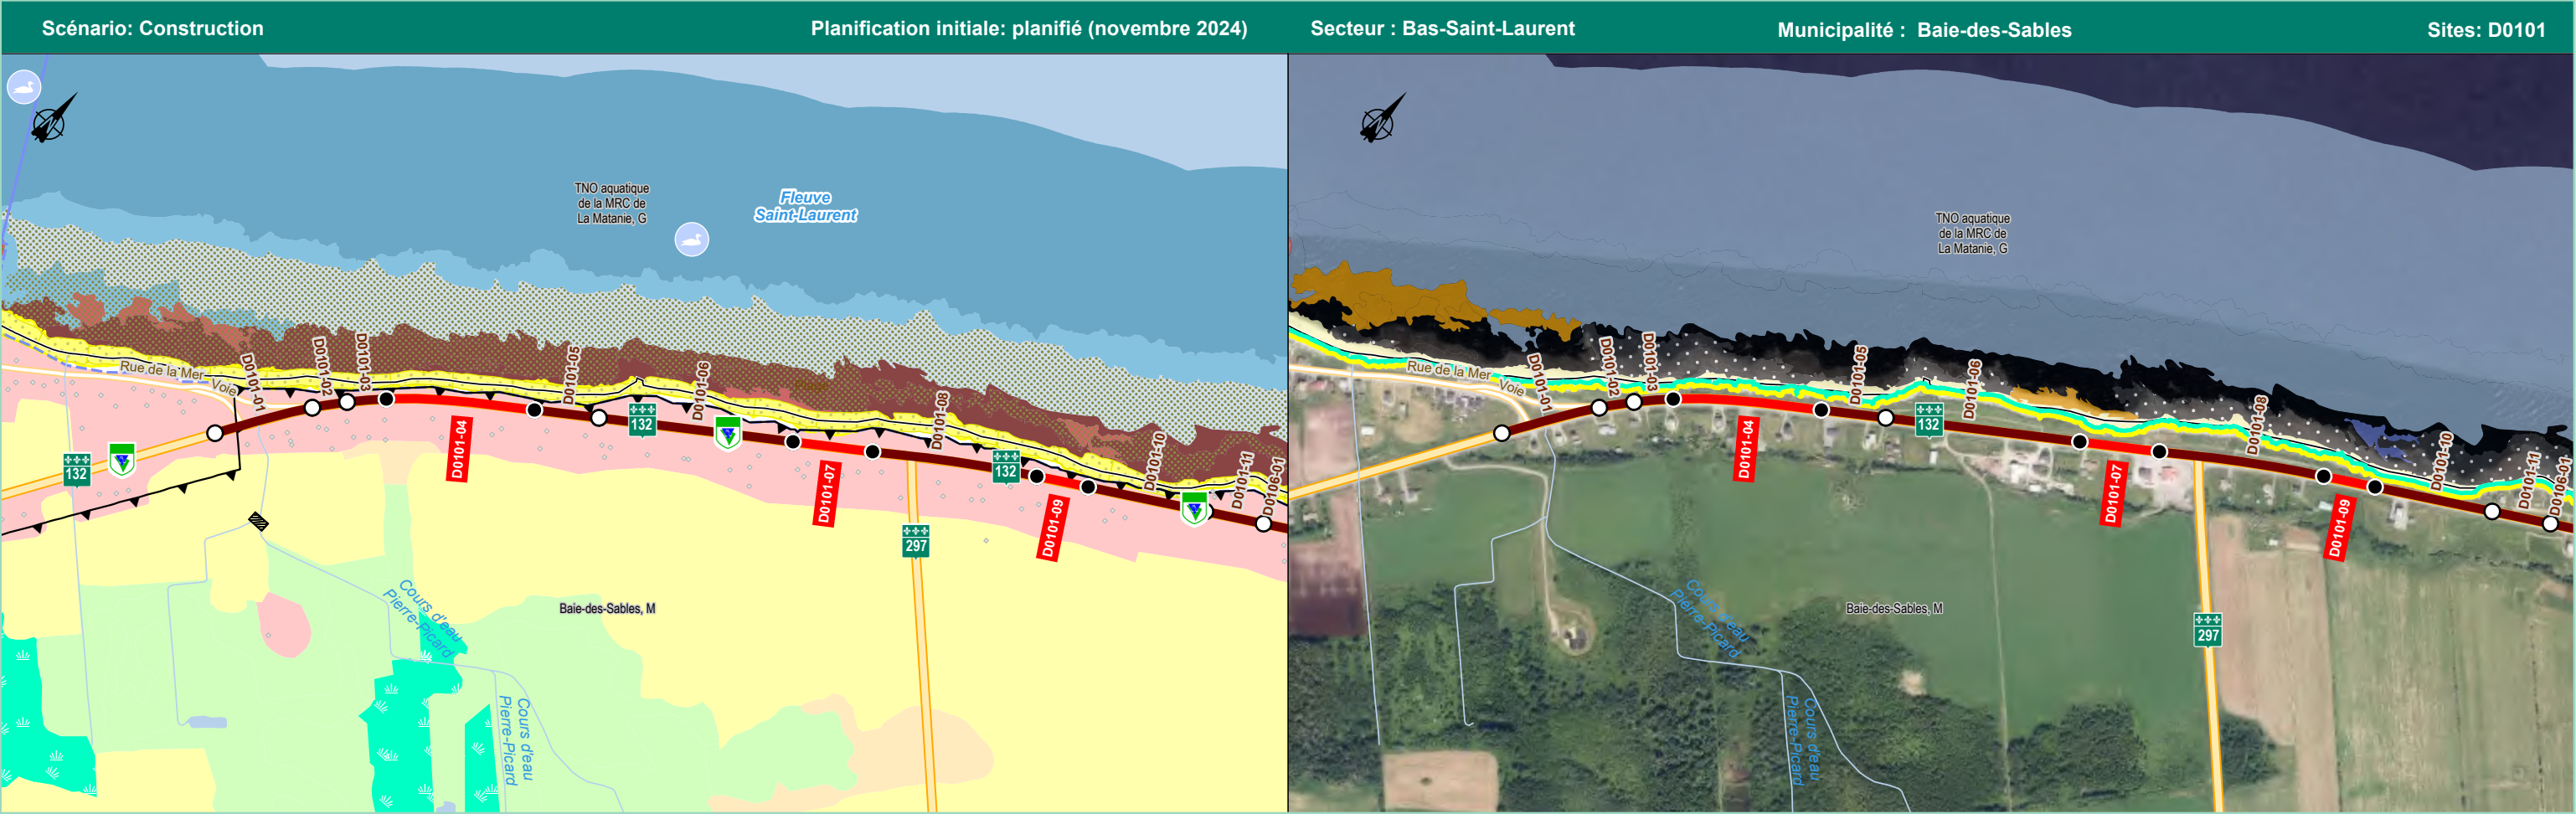 Scénario: Construction
Planification initiale: planifié (novembre 2024)
Secteur : Bas-Saint-Laurent
Municipalité :  Baie-des-Sables
Sites: D0101
TNO aquatique
de la MRC de
La Matanie, G
Fleuve
Saint-Laurent
Rue de la Mer
Voie
D0101-01
D0101-02
D0101-03
D0101-04
D0101-05
D0101-06
D0101-07
D0101-08
D0101-09
D0101-10
D0101-11
D0106-01
132
132
132
297
Cours d'eau
Pierre-Picard
Baie-des-Sables, M
Cours d'eau
Pierre-Picard
TNO aquatique
de la MRC de
La Matanie, G
Rue de la Mer
Voie
D0101-01
D0101-02
D0101-03
D0101-04
D0101-05
D0101-06
D0101-07
D0101-08
D0101-09
D0101-10
D0101-11
D0106-01
132
297
Cours d'eau
Pierre-Picard
Baie-des-Sables, M
Cours d'eau
Pierre-Picard